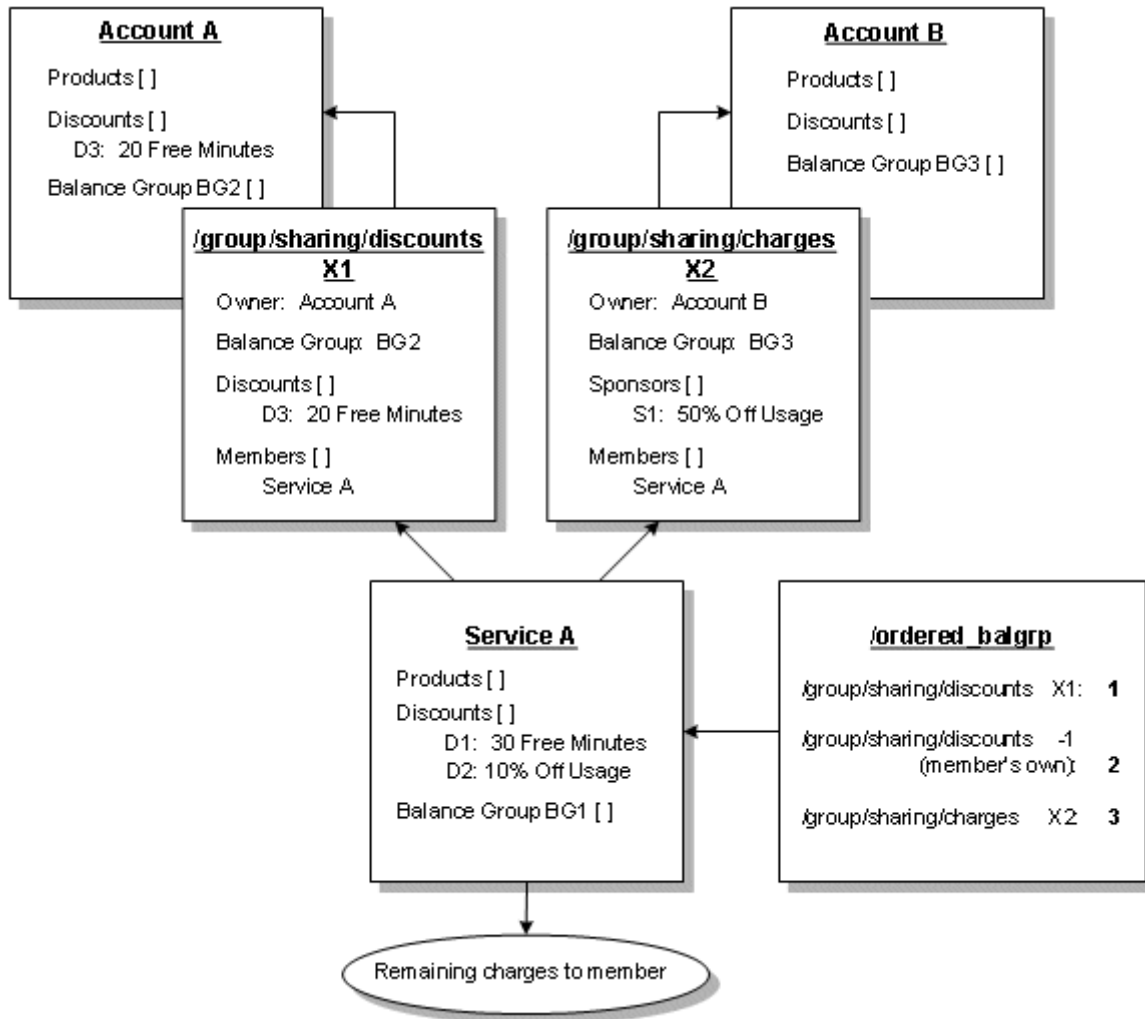 Account A
Products [ ]
Discounts [ ]
D3: 20 Free Minutes
Balance Group BG2 [ ]
Account B
Products [ ]
Discounts [ ]
Balance Group BG3 [ ]
/group/sharing/discounts
X1
Owner: Account A
Balance Group: BG2
Discounts [ ]
D3: 20 Free Minutes
Members [ ]
Service A
/group/sharing/charges
X2
Owner: Account B
Balance Group: BG3
Sponsors [ ]
S1: 50% Off Usage
Members [ ]
Service A
Service A
Products [ ]
Discounts [ ]
D1: 30 Free Minutes
D2: 10% Off Usage
Balance Group BG1 [ ]
/ordered_balgrp
/group/sharing/discounts X1: 1
/group/sharing/discounts -1
(member's own): 2
/group/sharing/charges X2 3
Remaining charges to member